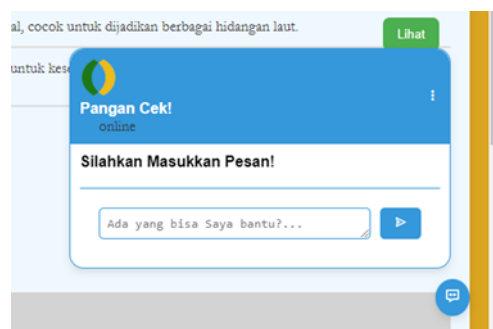 al, cocok untuk dijadikan berbagai hidangan laut.
Lihat
untuk kese
Pangan Cek!
online
Silahkan Masukkan Pesan!
Ada yang bisa Saya bantu?...